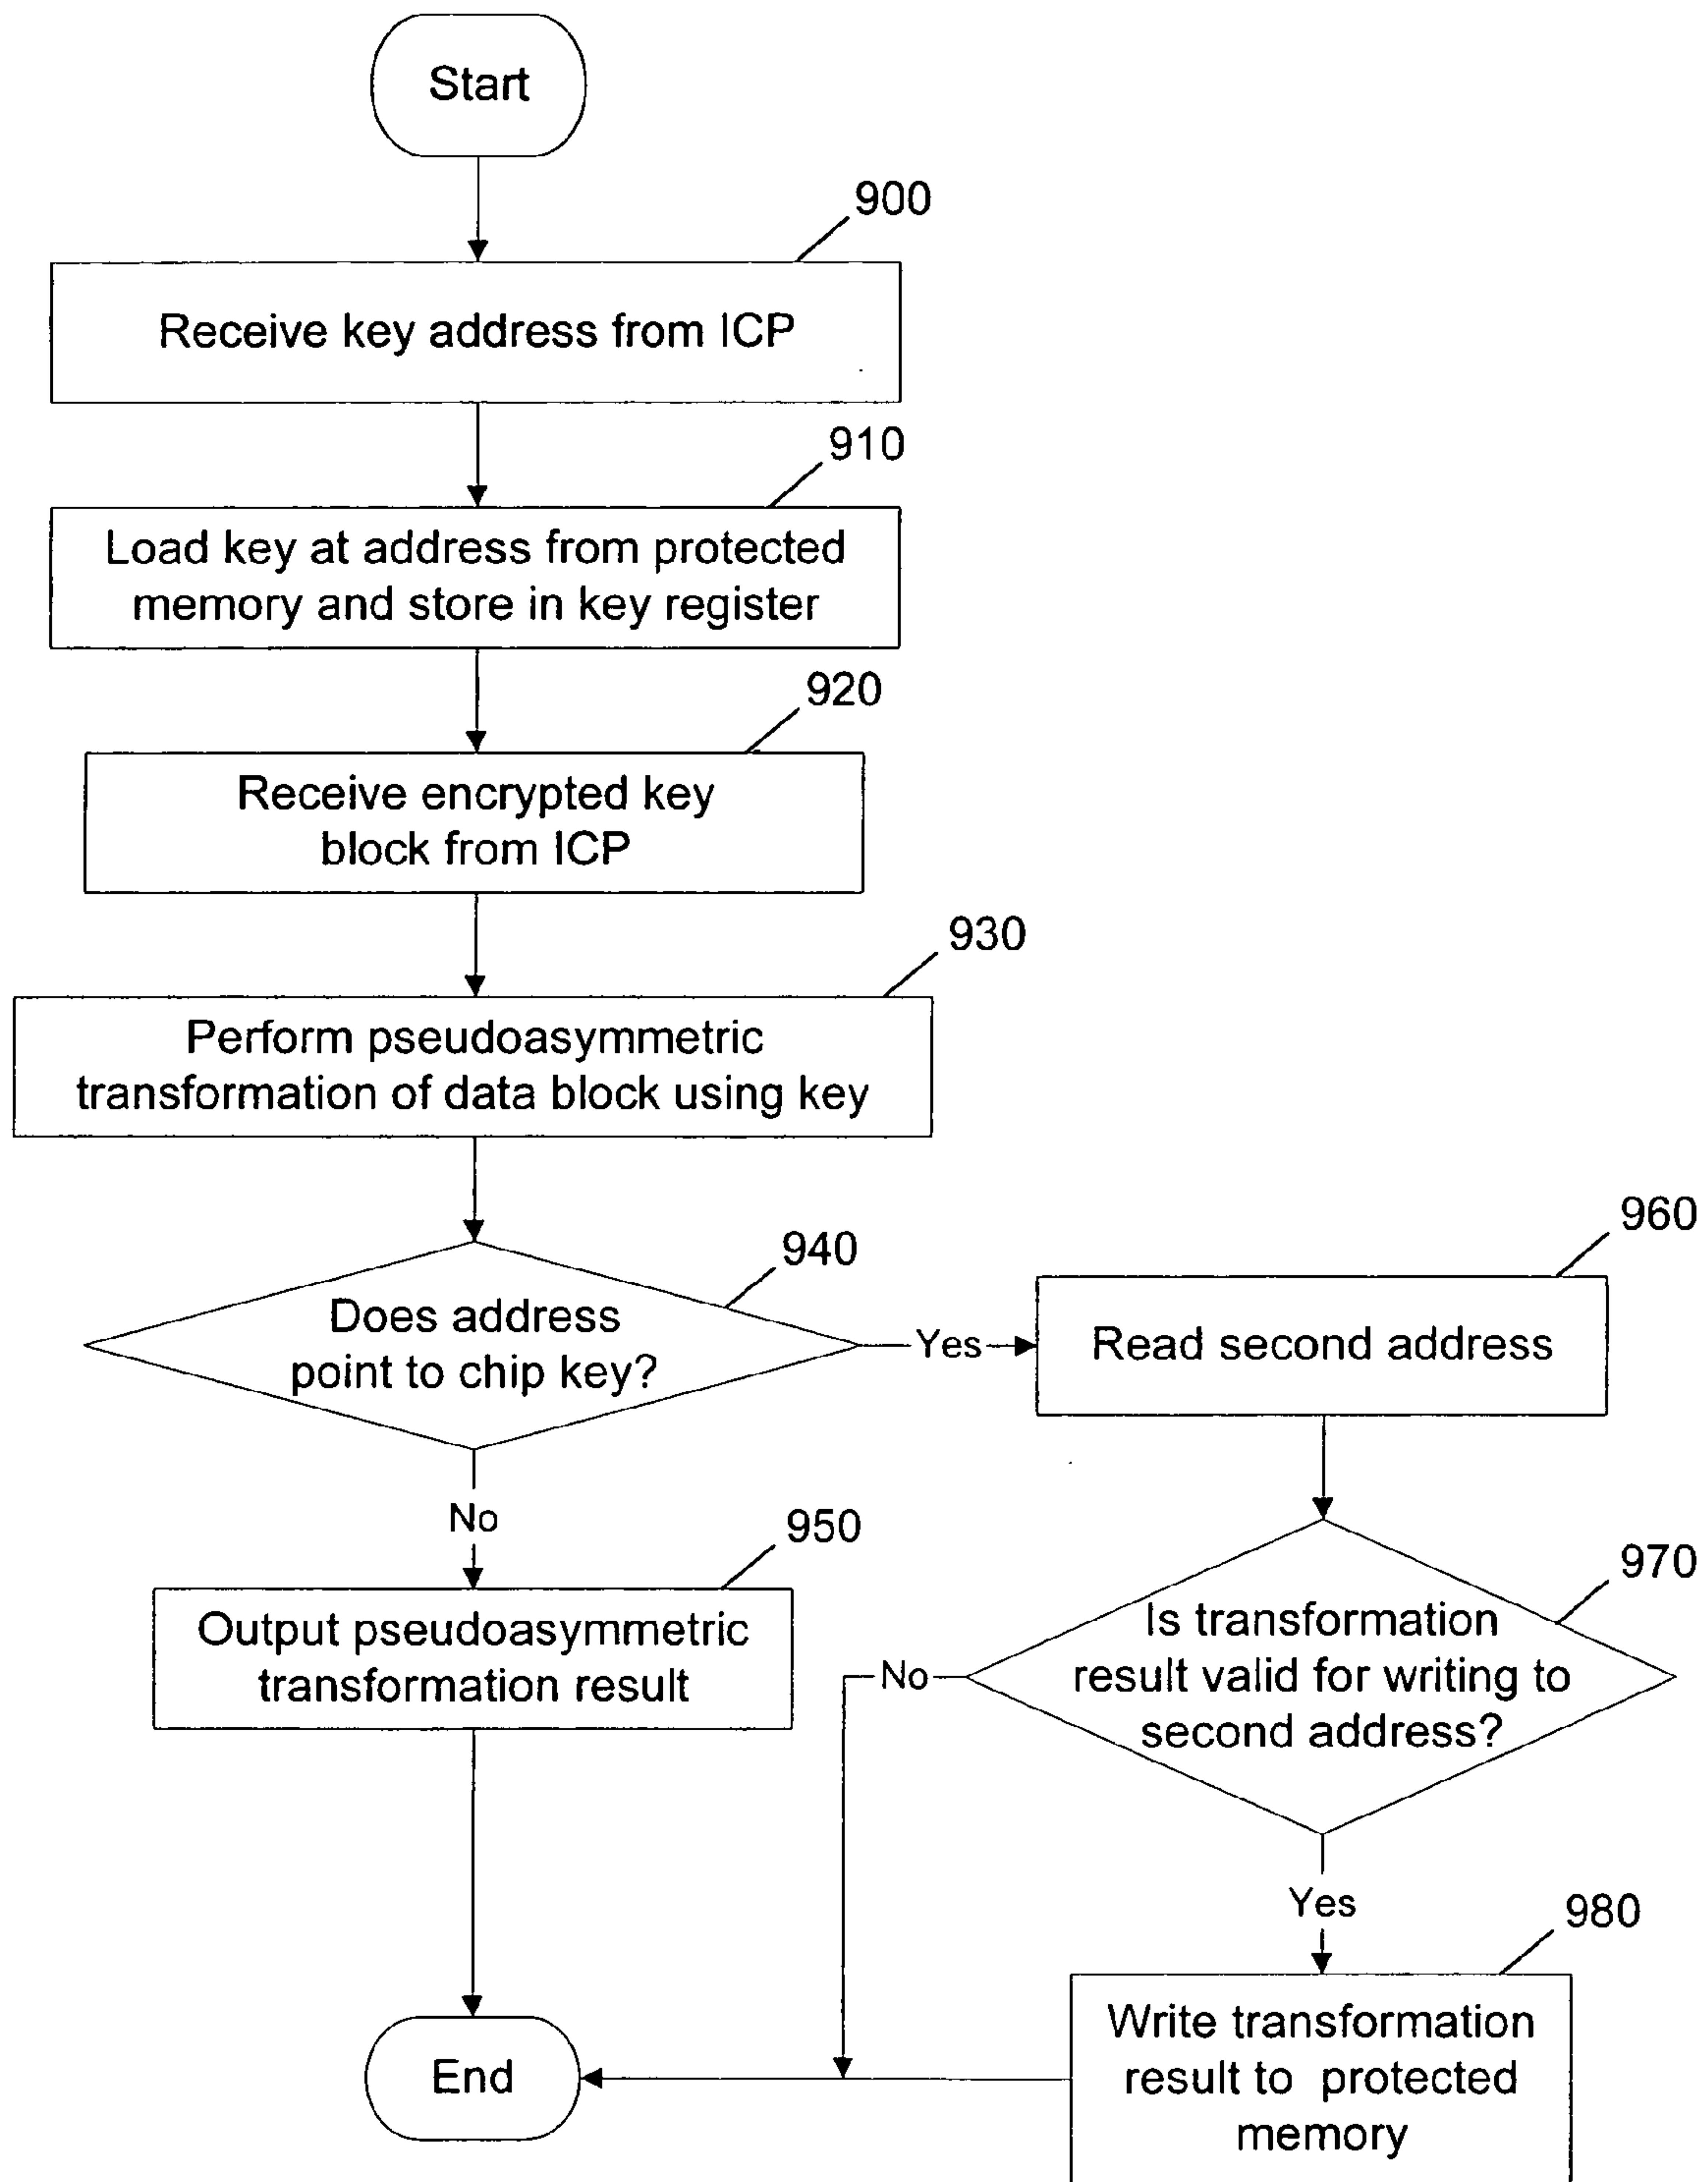 Start
900
Receive key address from ICP
910
Load key at address from protected
memory and store in key register
920
Receive encrypted key
block from ICP
930
Perform pseudoasymmetric
transformation of data block using key
940
Does address
point to chip key?
Yes
960
Read second address
No
950
Output pseudoasymmetric
transformation result
970
Is transformation
result valid for writing to
second address?
No
Yes
980
Write transformation
result to protected
memory
End